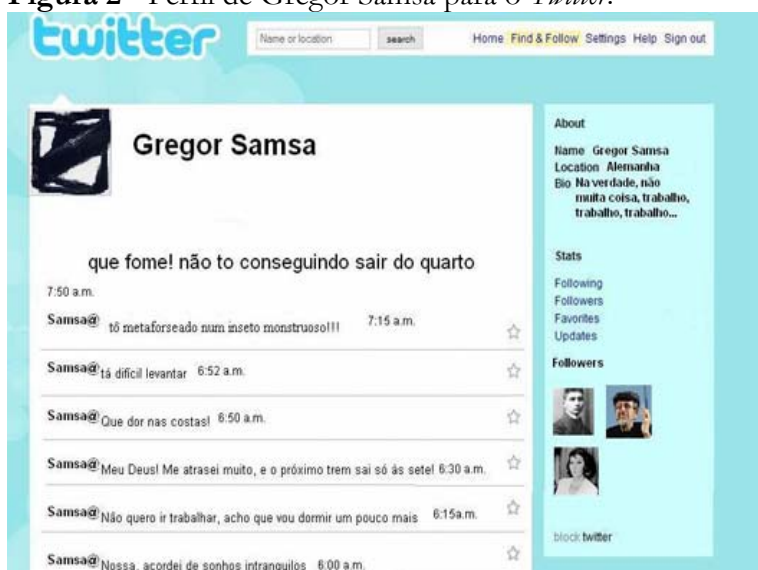 Figura 2 - Perfil de Gregor Samsa para o Twitter.
twitter
Name or location search
Home Find & Follow Settings Help Sign out
Gregor Samsa
que fome! não to conseguindo sair do quarto
7:50 a.m.
Samsa@ tô metaforseado num inseto monstruoso!!! 7:15 a.m.
Samsa@ tá difícil levantar 6:52 a.m.
Samsa@ Que dor nas costas! 6:50 a.m.
Samsa@ Meu Deus! Me atrasei muito, e o próximo trem sai só ás sete! 6:30 a.m.
Samsa@ Não quero ir trabalhar, acho que vou dormir um pouco mais 6:15a.m.
Samsa@ Nossa, acordei de sonhos intranquilos 6:00 a.m.
About
Name Gregor Samsa
Location Alemanha
Bio Na verdade, não
muita coisa, trabalho,
trabalho, trabalho...
Stats
Following
Followers
Favorites
Updates
Followers
block twitter